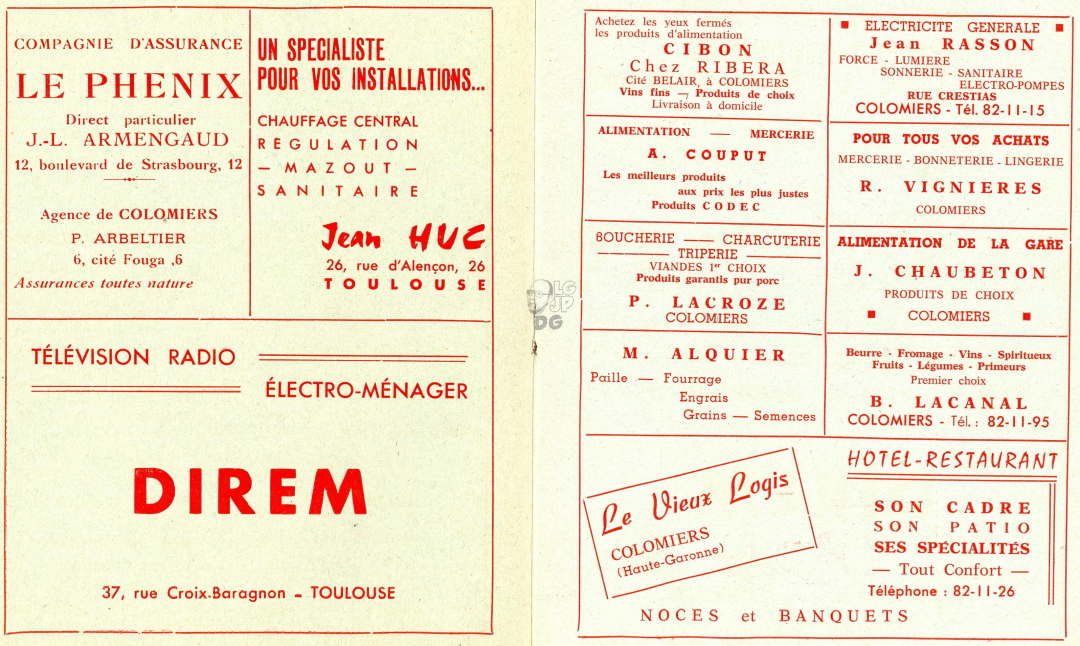 COMPAGNIE D'ASSURANCE
LE PHENIX
Direct particulier
J.-L. ARMENGAUD
12, boulevard de Strasbourg, 12
Agence de COLOMIERS
P. ARBELTIER
6, cité Fouga ,6
Assurances toutes nature
UN SPECIALISTE
POUR VOS INSTALLATIONS...
CHAUFFAGE CENTRAL
RÉGULATION
— MAZOUT —
SANITAIRE
Jean HUC
26, rue d'Alençon, 26
TOULOUSE
TÉLÉVISION RADIO
ÉLECTRO-MÉNAGER
DIREM
37, rue Croix-Baragnon - TOULOUSE
LG
JP
DG
Achetez les yeux fermés
les produits d'alimentation
CIBON
Chez RIBERA
Cité BELAIR, à COLOMIERS
Vins fins — Produits de choix
Livraison à domicile
ELECTRICITE GENERALE
Jean RASSON
FORCE - LUMIERE
SONNERIE - SANITAIRE
ELECTRO-POMPES
RUE CRESTIAS
COLOMIERS - Tél. 82-11-15
ALIMENTATION — MERCERIE
A. COUPUT
Les meilleurs produits
aux prix les plus justes
Produits CODEC
POUR TOUS VOS ACHATS
MERCERIE - BONNETERIE - LINGERIE
R. VIGNIERES
COLOMIERS
BOUCHERIE — CHARCUTERIE
TRIPERIE
VIANDES 1er CHOIX
Produits garantis pur porc
P. LACROZE
COLOMIERS
ALIMENTATION DE LA GARE
J. CHAUBETON
PRODUITS DE CHOIX
COLOMIERS
M. ALQUIER
Paille — Fourrage
Engrais
Grains — Semences
Beurre - Fromage - Vins - Spiritueux
Fruits - Légumes - Primeurs
Premier choix
B. LACANAL
COLOMIERS - Tél. : 82-11-95
Le Vieux Logis
COLOMIERS
(Haute-Garonne)
HOTEL-RESTAURANT
SON CADRE
SON PATIO
SES SPÉCIALITÉS
— Tout Confort —
Téléphone : 82-11-26
NOCES et BANQUETS